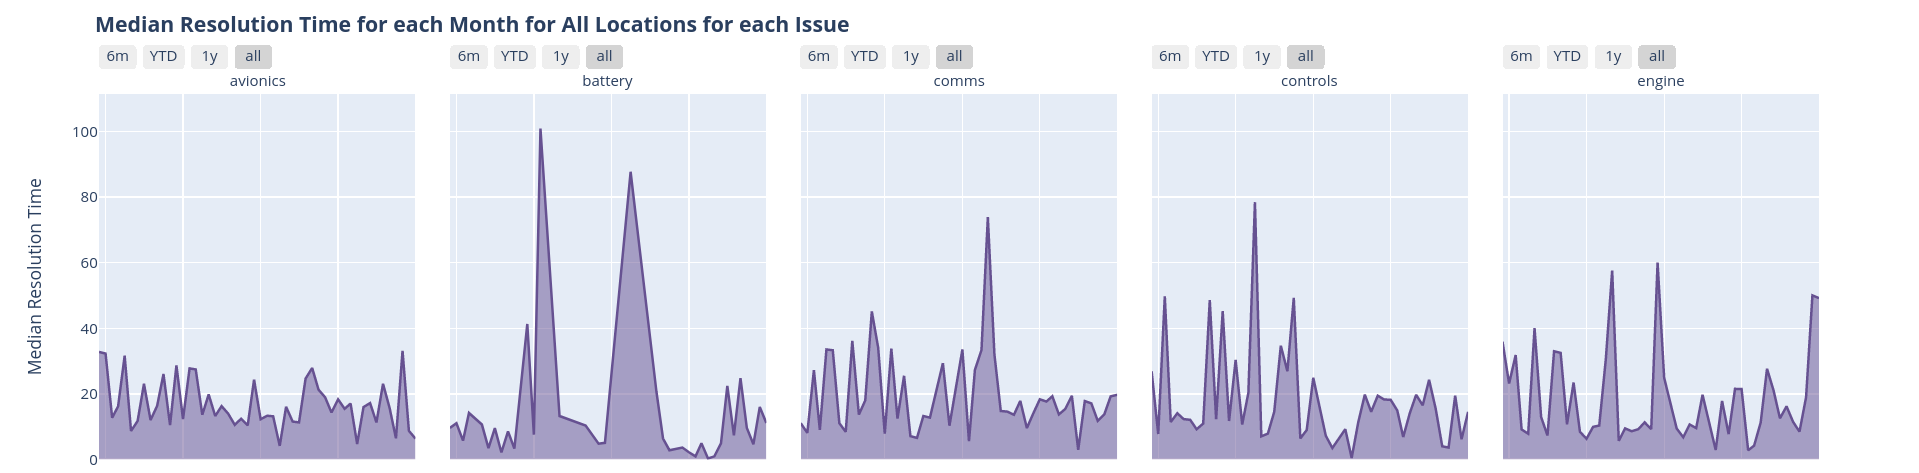 Median Resolution Time for each Month for All Locations for each Issue
6m YTD 1y all 6m YTD 1y all 6m YTD 1y all 6m YTD 1y all 6m YTD 1y all
avionics battery comms controls engine
100
80
60
40
20
0
Median Resolution Time